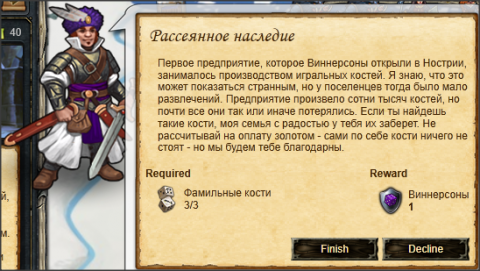 40
Рассеянное наследие
Первое предприятие, которое Виннерсоны открыли в Нострии,
занималось производством игральных костей. Я знаю, что это
может показаться странным, но у поселенцев тогда было мало
развлечений. Предприятие произвело сотни тысяч костей, но
почти все они так или иначе потерялись. Если ты найдешь
такие кости, моя семья с радостью у тебя их заберет. Не
рассчитывай на оплату золотом - сами по себе кости ничего не
стоят - но мы будем тебе благодарны.
Required
Reward
Фамильные кости
3/3
Виннерсоны
1
Finish
Decline